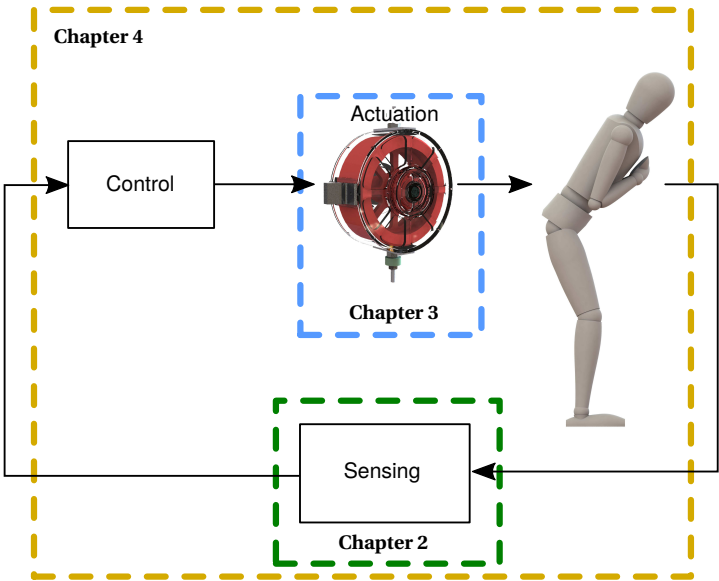 Chapter 4
Actuation
Control
Chapter 3
Sensing
Chapter 2